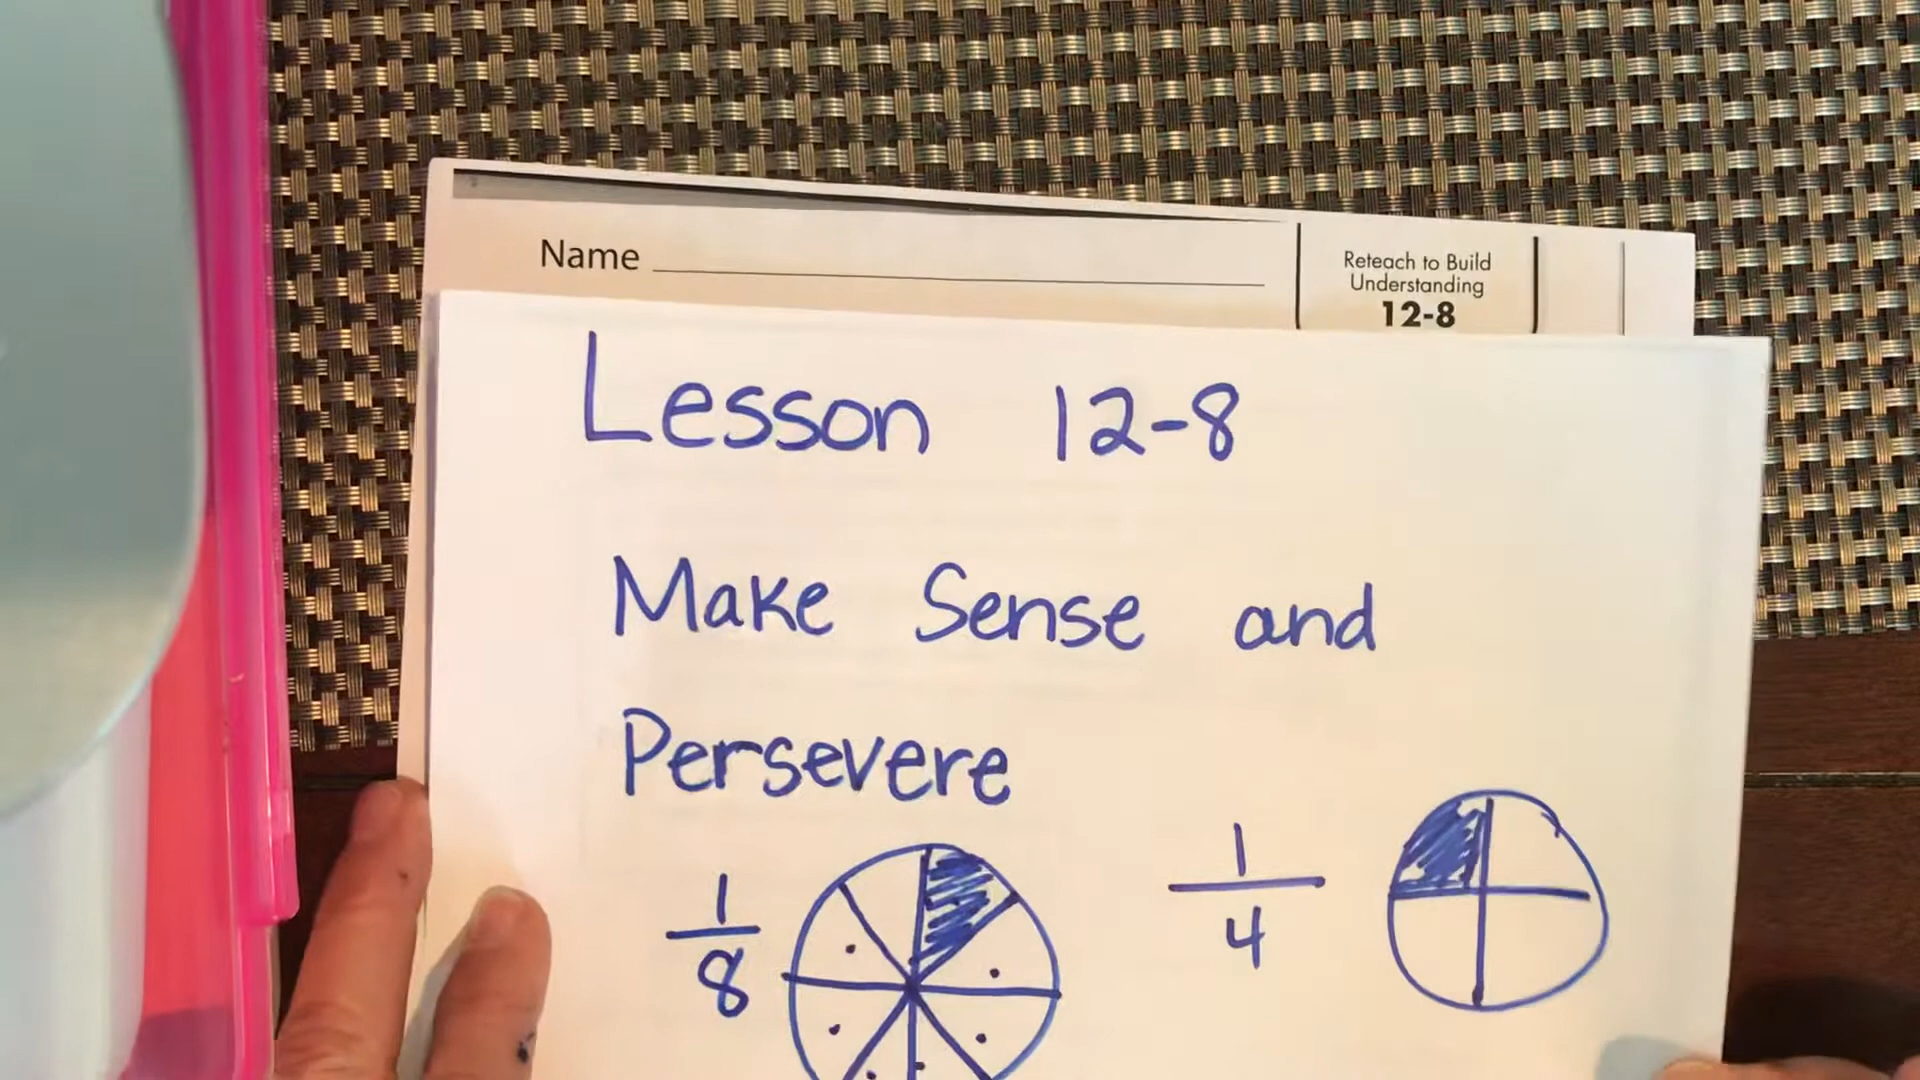 Name
Reteach to Build
Understanding
12-8
Lesson 12-8
Make Sense and
Persevere
1
8
1
4